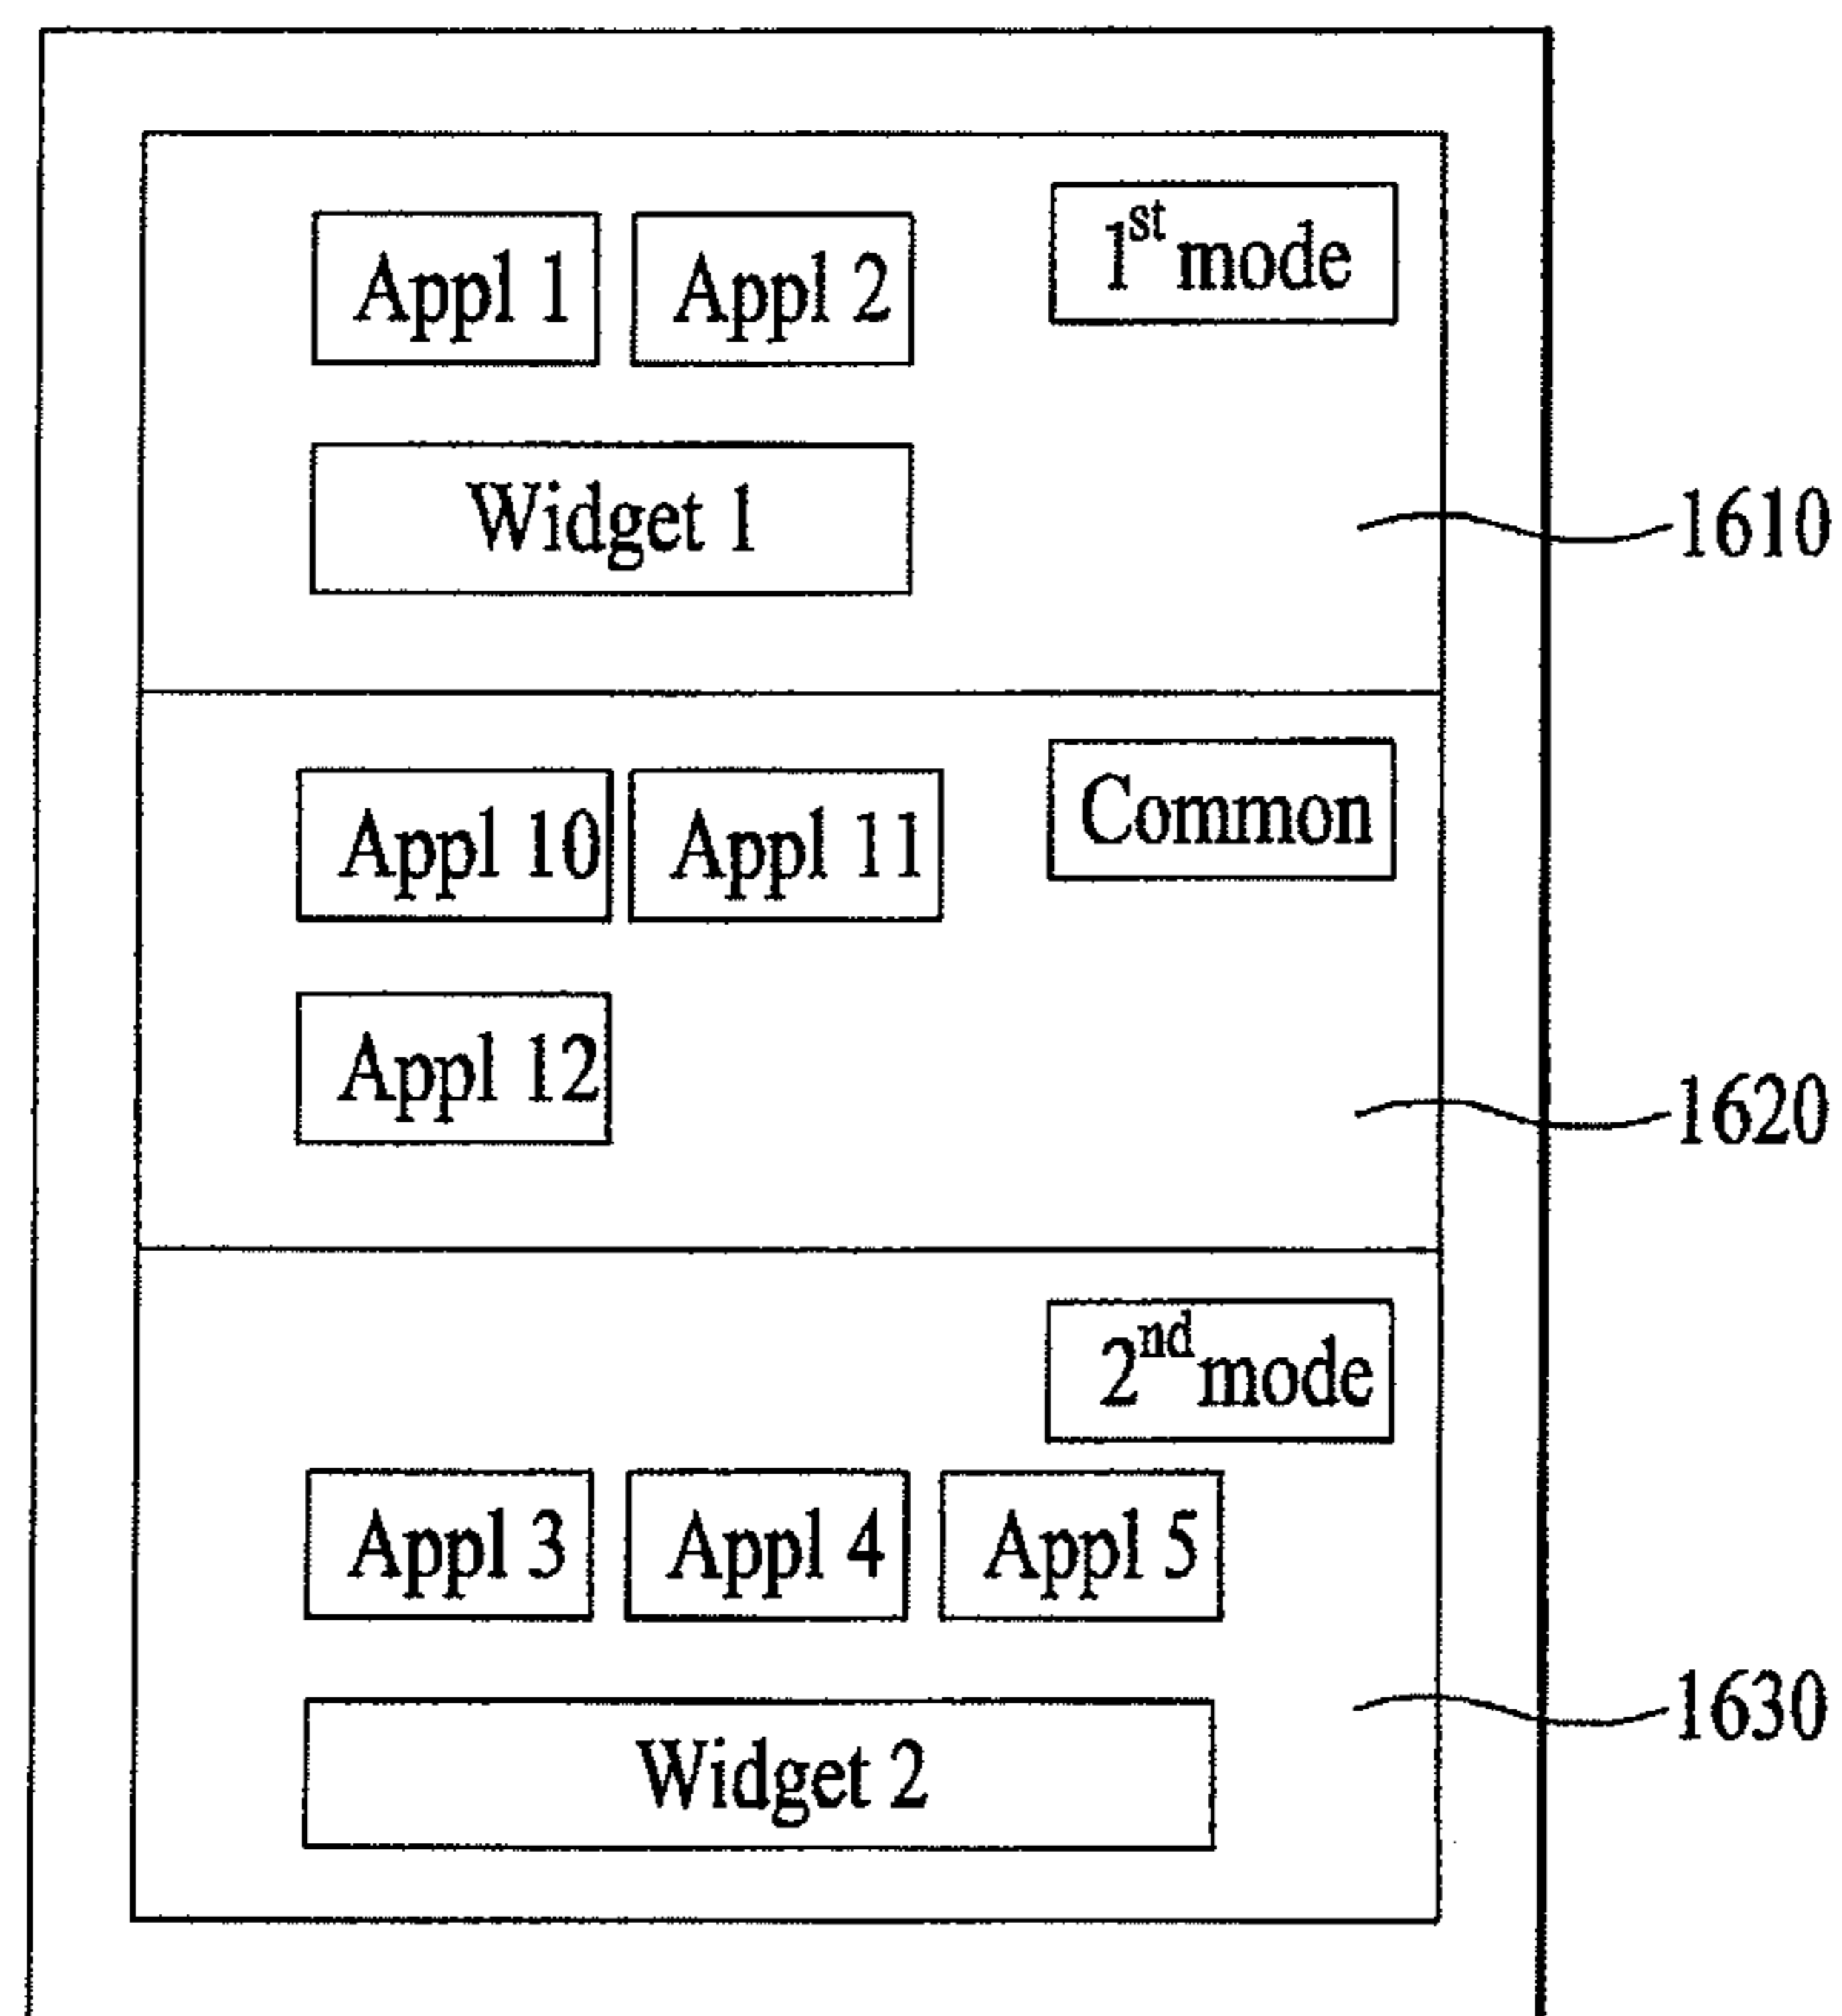 Appl 1 Appl 2 1st mode
Widget 1
1610
Appl 10 Appl 11 Common
Appl 12
1620
2nd mode
Appl 3 Appl 4 Appl 5
1630
Widget 2